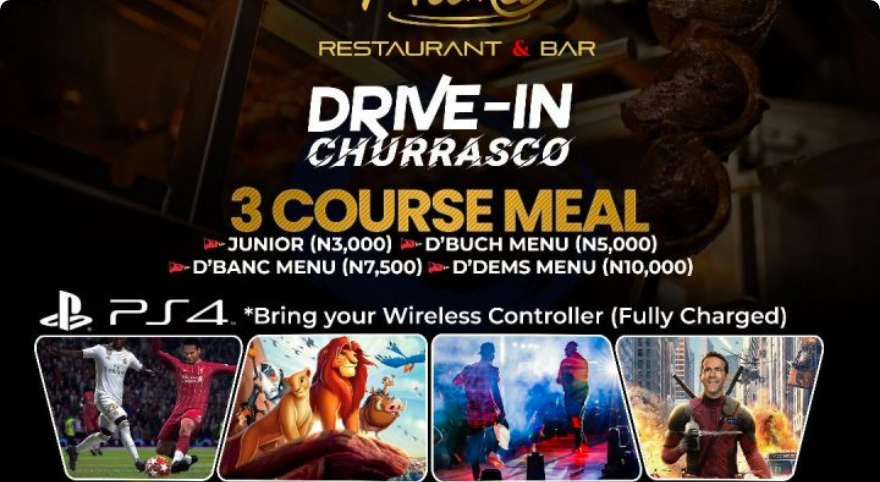 RESTAURANT & BAR
DRIVE-IN
CHURRASCO
3 COURSE MEAL
JUNIOR (N3,000) D'BUCH MENU (N5,000)
D'BANC MENU (N7,500) D'DEMS MENU (N10,000)
PS4 *Bring your Wireless Controller (Fully Charged)